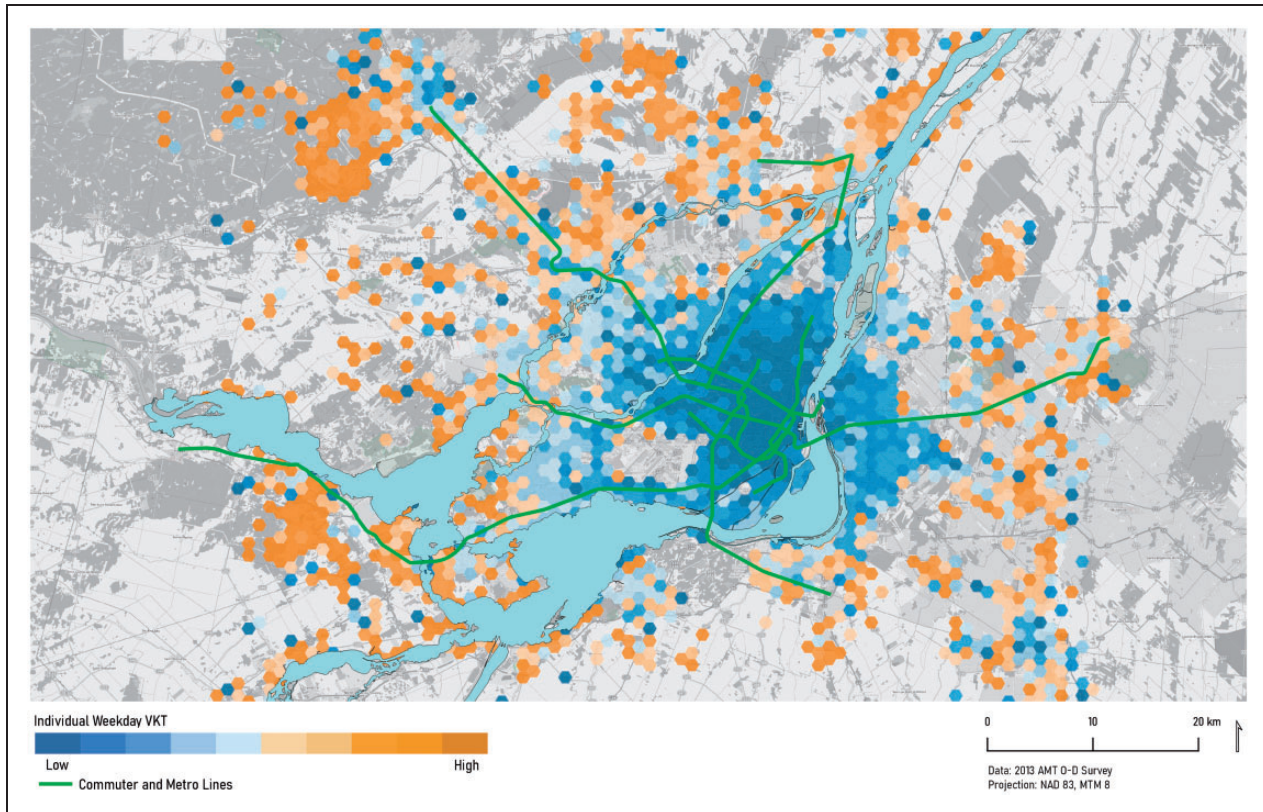 Individual Weekday VKT
Low
High
Commuter and Metro Lines
0
10
20 km
Data: 2013 AMT O-D Survey
Projection: NAD 83, MTM 8